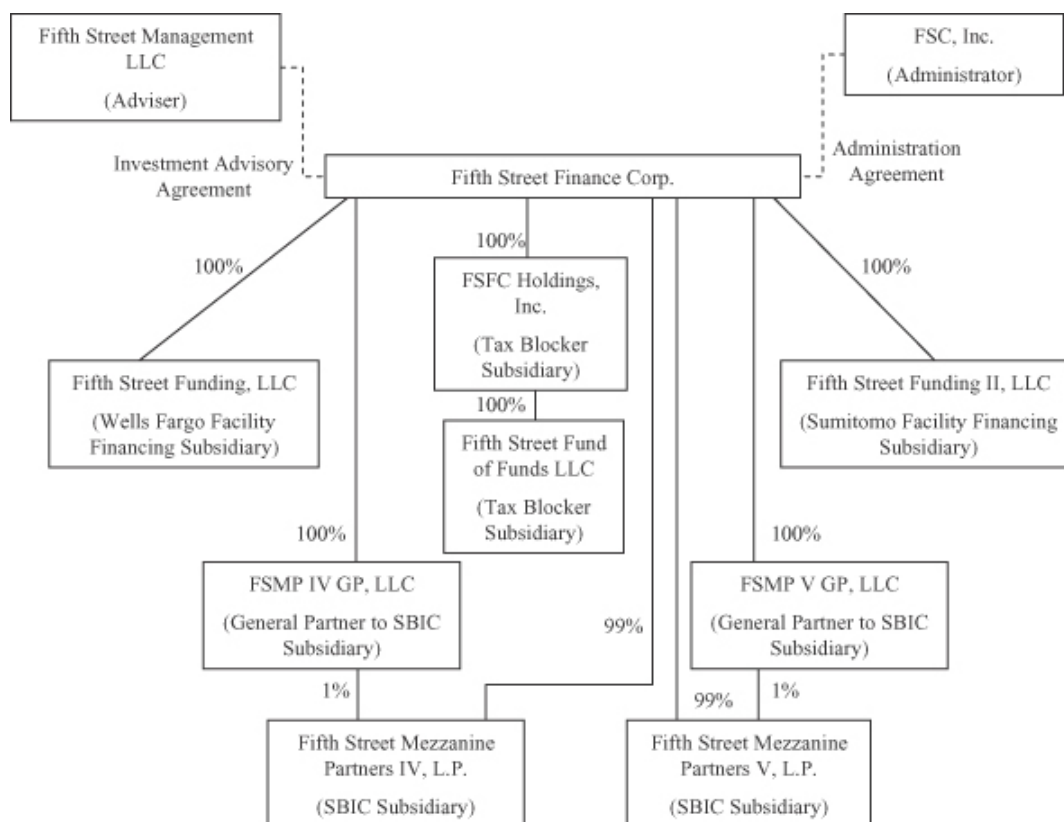 Fifth Street Management
LLC
(Adviser)
FSC, Inc.
(Administrator)
Investment Advisory
Agreement
Administration
Agreement
Fifth Street Finance Corp.
100%
100%
100%
FSFC Holdings,
Inc.
(Tax Blocker
Subsidiary)
Fifth Street Funding, LLC
(Wells Fargo Facility
Financing Subsidiary)
100%
Fifth Street Fund
of Funds LLC
(Tax Blocker
Subsidiary)
Fifth Street Funding II, LLC
(Sumitomo Facility Financing
Subsidiary)
100%
100%
FSMP IV GP, LLC
(General Partner to SBIC
Subsidiary)
99%
FSMP V GP, LLC
(General Partner to SBIC
Subsidiary)
1%
99%
1%
Fifth Street Mezzanine
Partners IV, L.P.
(SBIC Subsidiary)
Fifth Street Mezzanine
Partners V, L.P.
(SBIC Subsidiary)